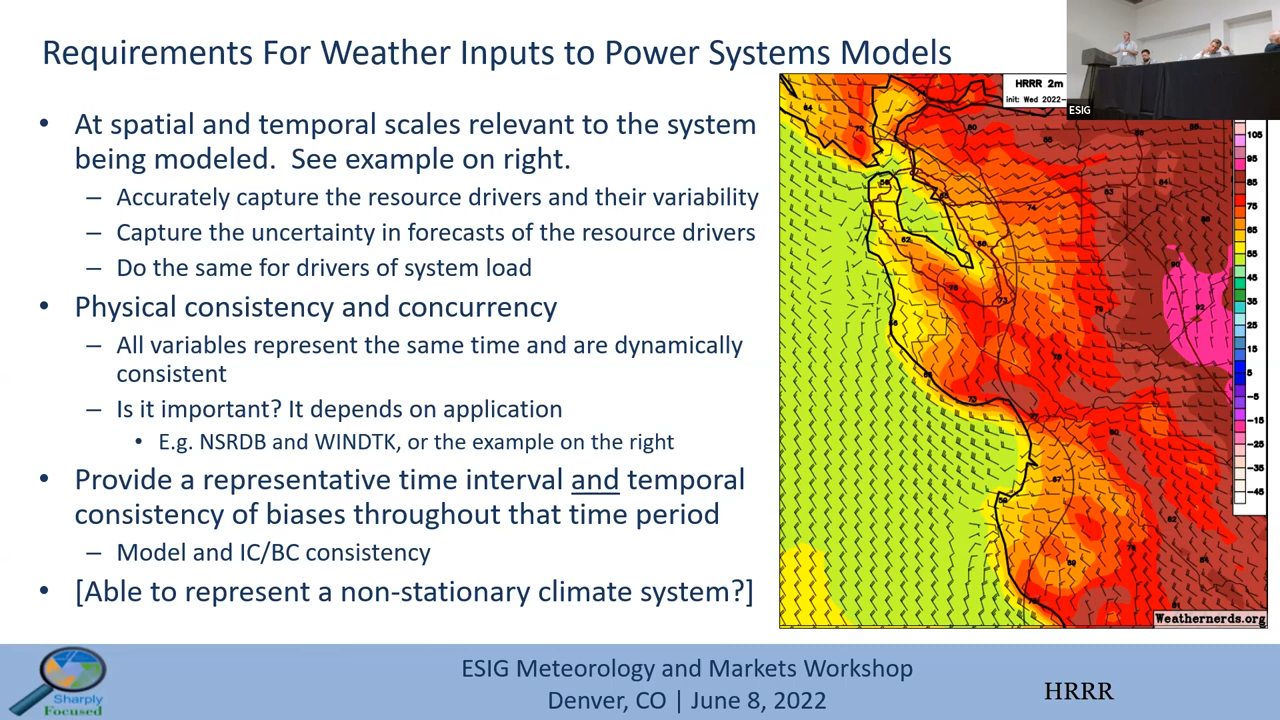 Requirements For Weather Inputs to Power Systems Models
• At spatial and temporal scales relevant to the system
being modeled. See example on right.
– Accurately capture the resource drivers and their variability
– Capture the uncertainty in forecasts of the resource drivers
– Do the same for drivers of system load
• Physical consistency and concurrency
– All variables represent the same time and are dynamically
consistent
– Is it important? It depends on application
• E.g. NSRDB and WINDTK, or the example on the right
• Provide a representative time interval and temporal
consistency of biases throughout that time period
– Model and IC/BC consistency
• [Able to represent a non-stationary climate system?]
HRRR 2m
init: Wed 2022-
ESIG
105
95
85
75
65
55
45
35
25
15
5
-5
-15
-25
-35
-45
Weathernerds.org
Sharply
Focused
ESIG Meteorology and Markets Workshop
Denver, CO | June 8, 2022
HRRR